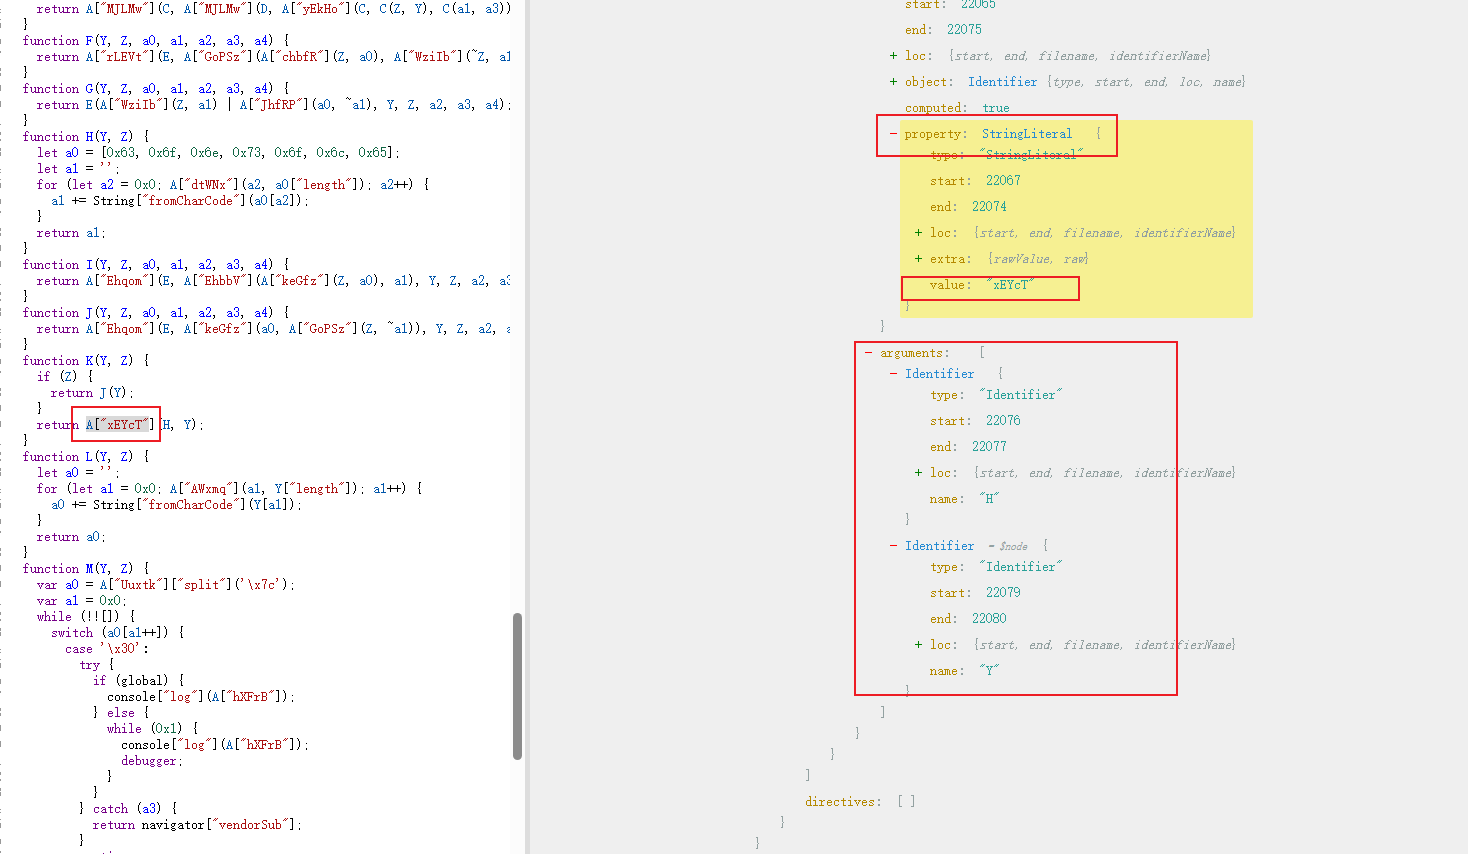 return A["MJLMw"](C, A["MJLMw"](D, A["yEkHo"](C, C(Z, Y), C(a1, a3))
}
function F(Y, Z, a0, a1, a2, a3, a4) {
return A["rLEVt"](E, A["GoPSz"](A["chbfR"](Z, a0), A["WziIb"](~Z, a1
}
function G(Y, Z, a0, a1, a2, a3, a4) {
return E(A["WziIb"](Z, a1) | A["JhfRP"](a0, ~a1), Y, Z, a2, a3, a4);
}
function H(Y, Z) {
let a0 = [0x63, 0x6f, 0x6e, 0x73, 0x6f, 0x6c, 0x65];
let a1 = '';
for (let a2 = 0x0; A["dtWNx"](a2, a0["length"]); a2++) {
a1 += String["fromCharCode"](a0[a2]);
}
return a1;
}
function I(Y, Z, a0, a1, a2, a3, a4) {
return A["Ehqom"](E, A["EhbbV"](A["keGfz"](Z, a0), a1), Y, Z, a2, a3
}
function J(Y, Z, a0, a1, a2, a3, a4) {
return A["Ehqom"](E, A["keGfz"](a0, A["GoPSz"](Z, ~a1)), Y, Z, a2, a
}
function K(Y, Z) {
if (Z) {
return J(Y);
}
return A["xEYcT"](H, Y);
}
function L(Y, Z) {
let a0 = '';
for (let a1 = 0x0; A["AWxmq"](a1, Y["length"]); a1++) {
a0 += String["fromCharCode"](Y[a1]);
}
return a0;
}
function M(Y, Z) {
var a0 = A["Uuxtk"]["split"]('\x7c');
var a1 = 0x0;
while (!![]) {
switch (a0[a1++]) {
case '\x30':
try {
if (global) {
console["log"](A["hXFrB"]);
} else {
while (0x1) {
console["log"](A["hXFrB"]);
debugger;
}
}
} catch (a3) {
return navigator["vendorSub"];
}
start: 22065
end: 22075
+ loc: {start, end, filename, identifierName}
+ object: Identifier {type, start, end, loc, name}
computed: true
- property: StringLiteral {
type: "StringLiteral"
start: 22067
end: 22074
+ loc: {start, end, filename, identifierName}
+ extra: {rawValue, raw}
value: "xEYcT"
}
}
- arguments: [
- Identifier {
type: "Identifier"
start: 22076
end: 22077
+ loc: {start, end, filename, identifierName}
name: "H"
}
- Identifier = $node {
type: "Identifier"
start: 22079
end: 22080
+ loc: {start, end, filename, identifierName}
name: "Y"
}
]
}
}
]
directives: [ ]
}
}